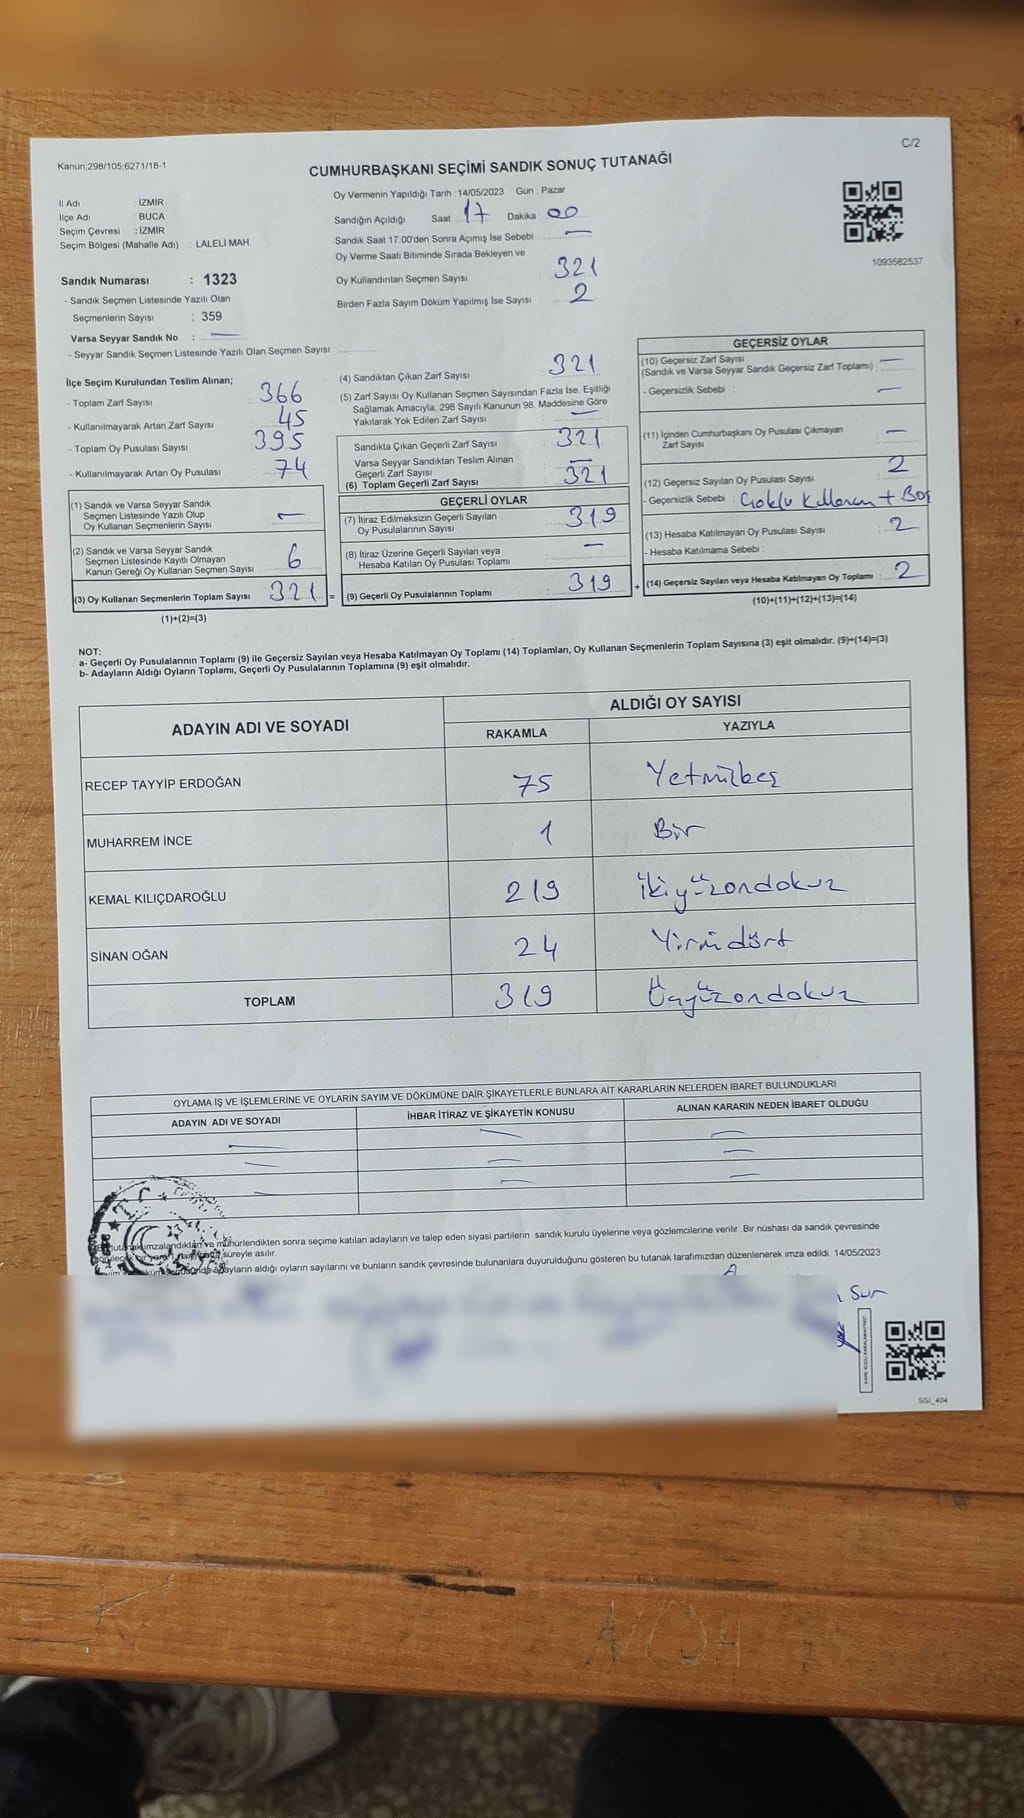 Kanun:298/105;6271/18-1
C/2
CUMHURBAŞKANI SEÇİMİ SANDIK SONUÇ TUTANAĞI
İl Adı : İZMİR
İlçe Adı : BUCA
Seçim Çevresi : İZMİR
Seçim Bölgesi (Mahalle Adı) : LALELİ MAH.
Oy Vermenin Yapıldığı Tarih : 14/05/2023 Gün : Pazar
Sandığın Açıldığı Saat 17 Dakika : 00
Sandık Saat 17:00'den Sonra Açımış İse Sebebi : —
Oy Verme Saati Bitiminde Sırada Bekleyen ve
Oy Kullandırılan Seçmen Sayısı : 321
Birden Fazla Sayım Döküm Yapılmış İse Sayısı : 2
1093582537
Sandık Numarası : 1323
- Sandık Seçmen Listesinde Yazılı Olan
Seçmenlerin Sayısı : 359
Varsa Seyyar Sandık No : —
- Seyyar Sandık Seçmen Listesinde Yazılı Olan Seçmen Sayısı:
İlçe Seçim Kurulundan Teslim Alınan;
- Toplam Zarf Sayısı : 366
- Kullanılmayarak Artan Zarf Sayısı : 45
- Toplam Oy Pusulası Sayısı : 395
- Kullanılmayarak Artan Oy Pusulası : 74
(1) Sandık ve Varsa Seyyar Sandık
Seçmen Listesinde Yazılı Olup
Oy Kullanan Seçmenlerin Sayısı : —
(2) Sandık ve Varsa Seyyar Sandık
Seçmen Listesinde Kayıtlı Olmayan
Kanun Gereği Oy Kullanan Seçmen Sayısı : 6
(3) Oy Kullanan Seçmenlerin Toplam Sayısı : 321 =
(1)+(2)=(3)
(4) Sandıktan Çıkan Zarf Sayısı : 321
(5) Zarf Sayısı Oy Kullanan Seçmen Sayısından Fazla İse, Eşitliği
Sağlamak Amacıyla, 298 Sayılı Kanunun 98. Maddesine Göre
Yakılarak Yok Edilen Zarf Sayısı : —
Sandıkta Çıkan Geçerli Zarf Sayısı : 321
Varsa Seyyar Sandıktan Teslim Alınan
Geçerli Zarf Sayısı : —
(6) Toplam Geçerli Zarf Sayısı : 321
GEÇERLİ OYLAR
(7) İtiraz Edilmeksizin Geçerli Sayılan
Oy Pusulalarının Sayısı : 319
(8) İtiraz Üzerine Geçerli Sayılan veya
Hesaba Katılan Oy Pusulası Toplamı : —
(9) Geçerli Oy Pusulalarının Toplamı : 319 +
GEÇERSİZ OYLAR
(10) Geçersiz Zarf Sayısı
(Sandık ve Varsa Seyyar Sandık Geçersiz Zarf Toplamı) : —
- Geçersizlik Sebebi : —
(11) İçinden Cumhurbaşkanı Oy Pusulası Çıkmayan
Zarf Sayısı : —
(12) Geçersiz Sayılan Oy Pusulası Sayısı : 2
- Geçersizlik Sebebi : Çoklu Kullanım + Boş
(13) Hesaba Katılmayan Oy Pusulası Sayısı : 2
- Hesaba Katılmama Sebebi :
(14) Geçersiz Sayılan veya Hesaba Katılmayan Oy Toplamı : 2
(10)+(11)+(12)+(13)=(14)
NOT:
a- Geçerli Oy Pusulalarının Toplamı (9) ile Geçersiz Sayılan veya Hesaba Katılmayan Oy Toplamı (14) Toplamları, Oy Kullanan Seçmenlerin Toplam Sayısına (3) eşit olmalıdır. (9)+(14)=(3)
b- Adayların Aldığı Oyların Toplamı, Geçerli Oy Pusulalarının Toplamına (9) eşit olmalıdır.
ADAYIN ADI VE SOYADI
ALDIĞI OY SAYISI
RAKAMLA YAZIYLA
RECEP TAYYİP ERDOĞAN 75 Yetmişbeş
MUHARREM İNCE 1 Bir
KEMAL KILIÇDAROĞLU 219 İkiyüzondokuz
SİNAN OĞAN 24 Yirmidört
TOPLAM 319 Üçyüzondokuz
OYLAMA İŞ VE İŞLEMLERİNE VE OYLARIN SAYIM VE DÖKÜMÜNE DAİR ŞİKAYETLERLE BUNLARA AİT KARARLARIN NELERDEN İBARET BULUNDUKLARI
ADAYIN ADI VE SOYADI İHBAR İTİRAZ VE ŞİKAYETİN KONUSU ALINAN KARARIN NEDEN İBARET OLDUĞU
imzalandıktan ve mühürlendikten sonra seçime katılan adayların ve talep eden siyasi partilerin sandık kurulu üyelerine veya gözlemcilerine verilir. Bir nüshası da sandık çevresinde
süreyle asılır.
adayların aldığı oyların sayılarını ve bunların sandık çevresinde bulunanlara duyurulduğunu gösteren bu tutanak tarafımızdan düzenlenerek imza edildi. 14/05/2023
Sur
SSI_404
NOH